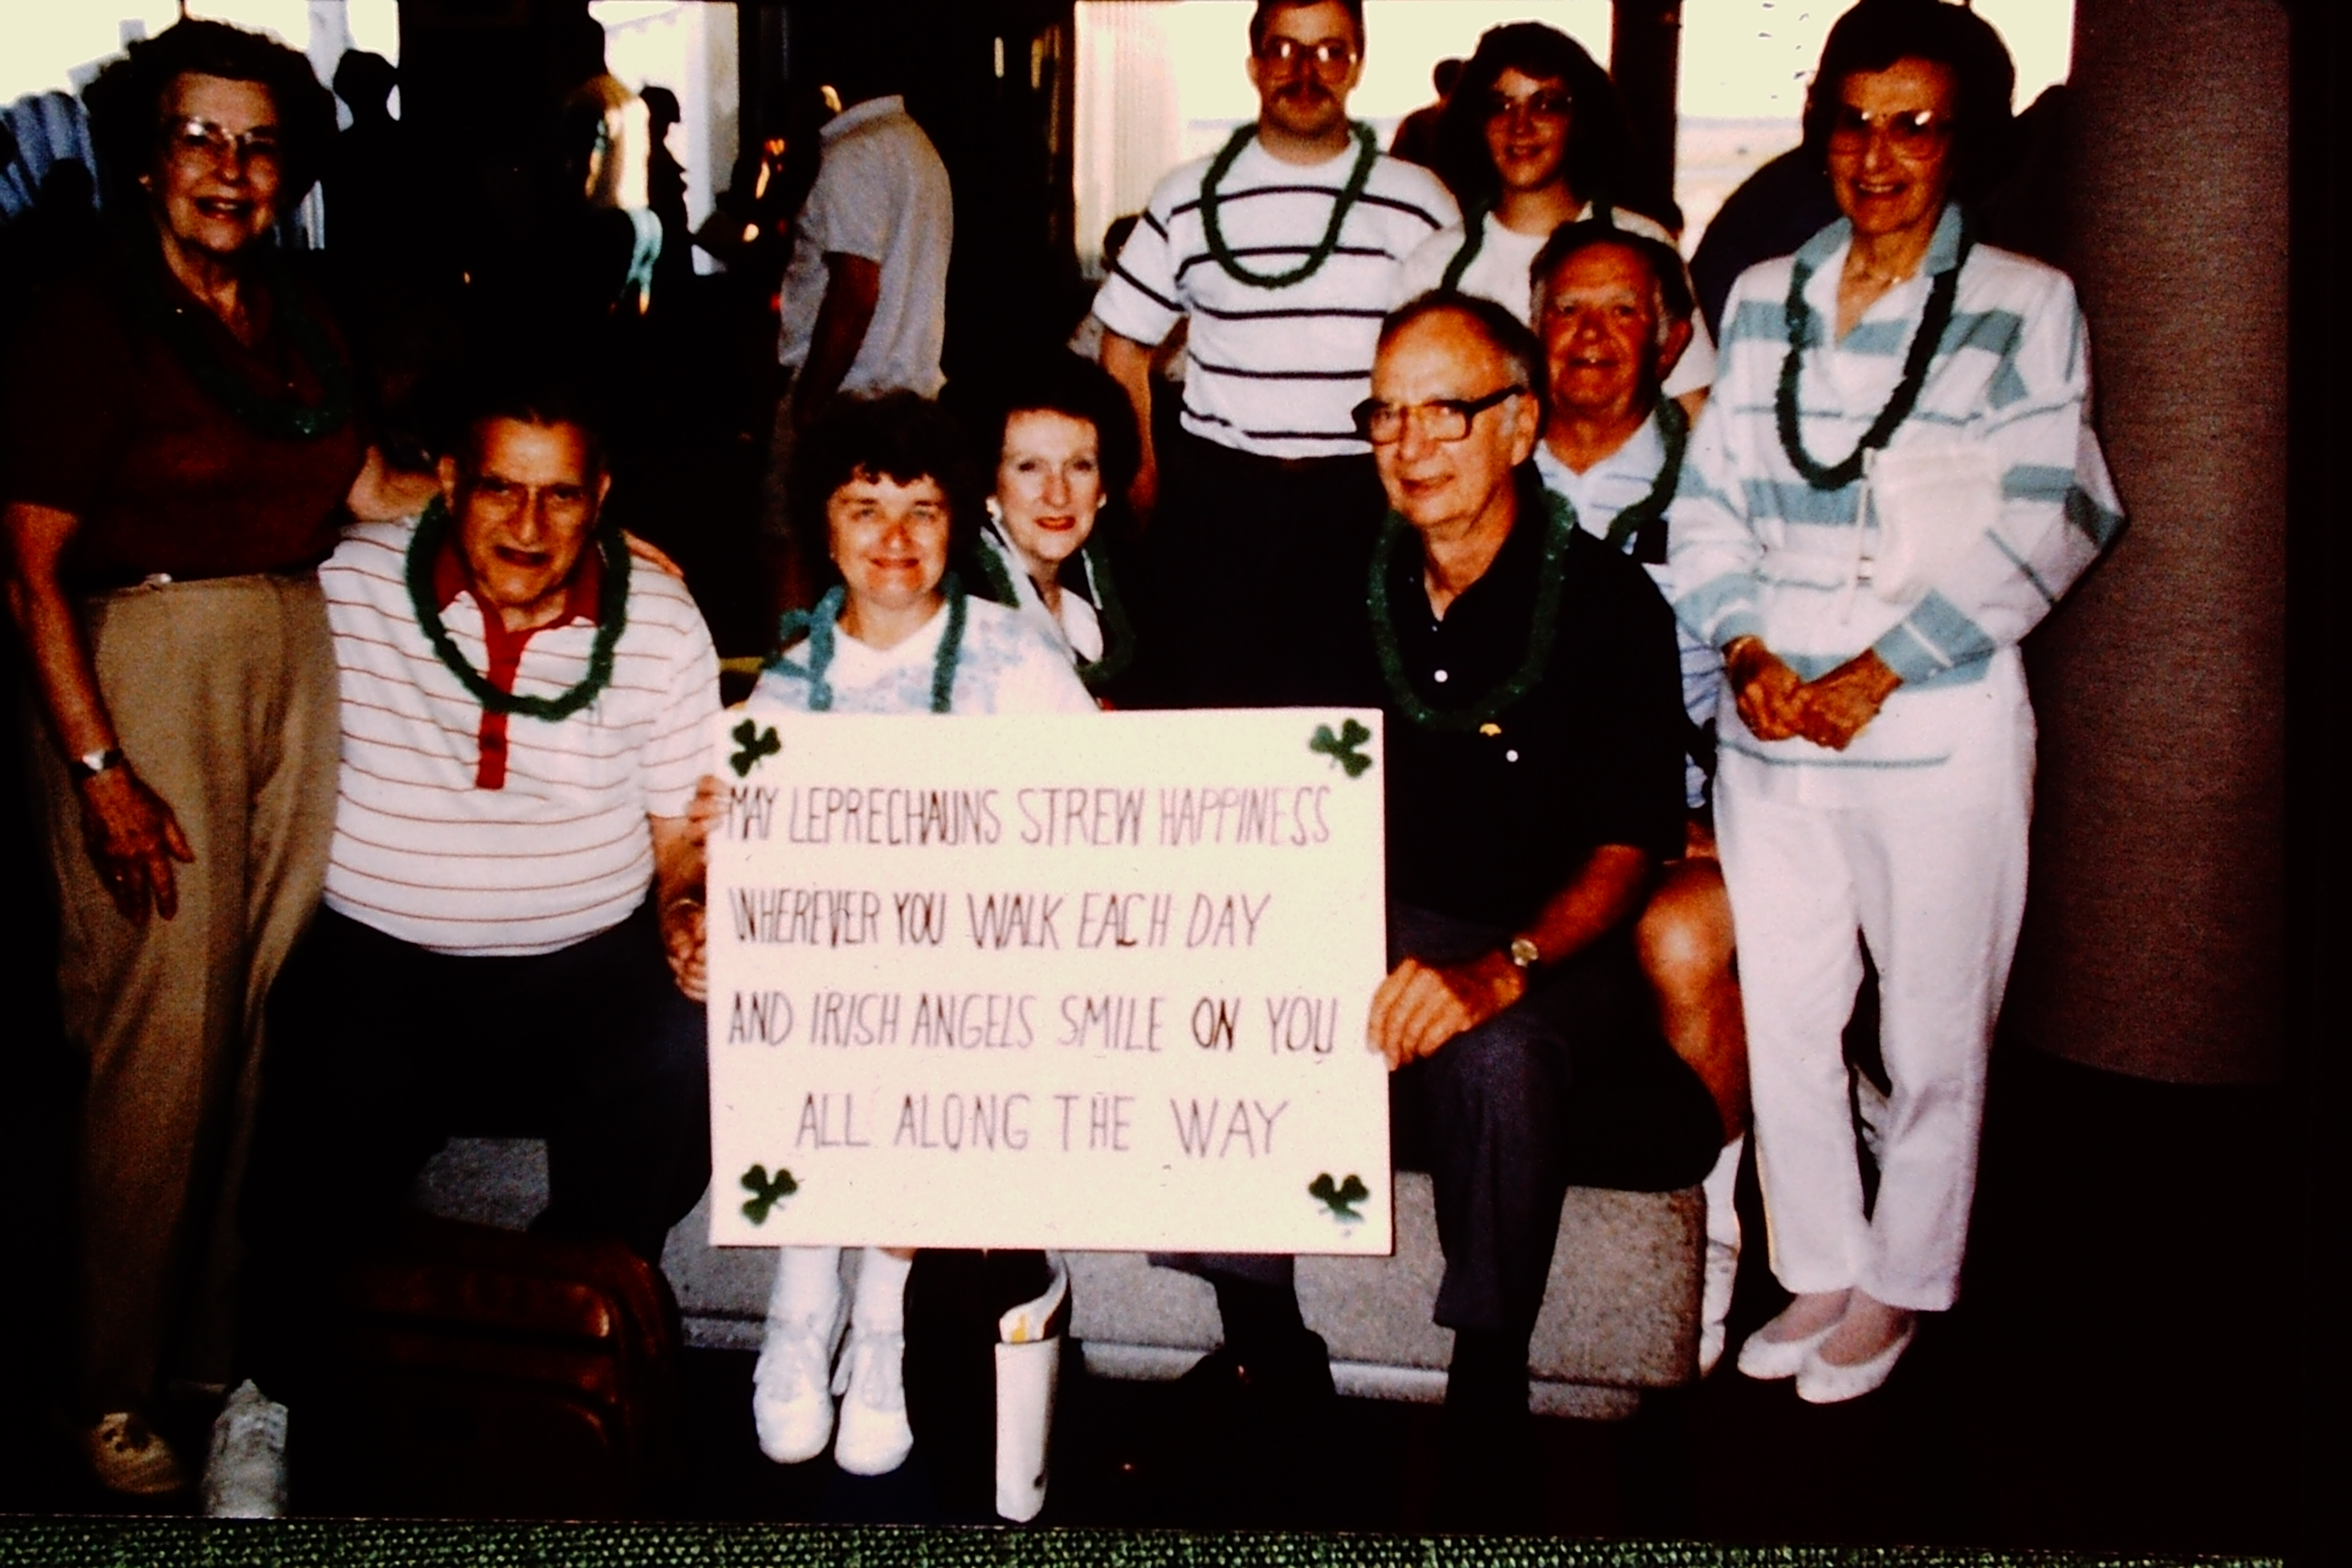 MAY LEPRECHAUNS STREW HAPPINESS
WHEREVER YOU WALK EACH DAY
AND IRISH ANGELS SMILE ON YOU
ALL ALONG THE WAY